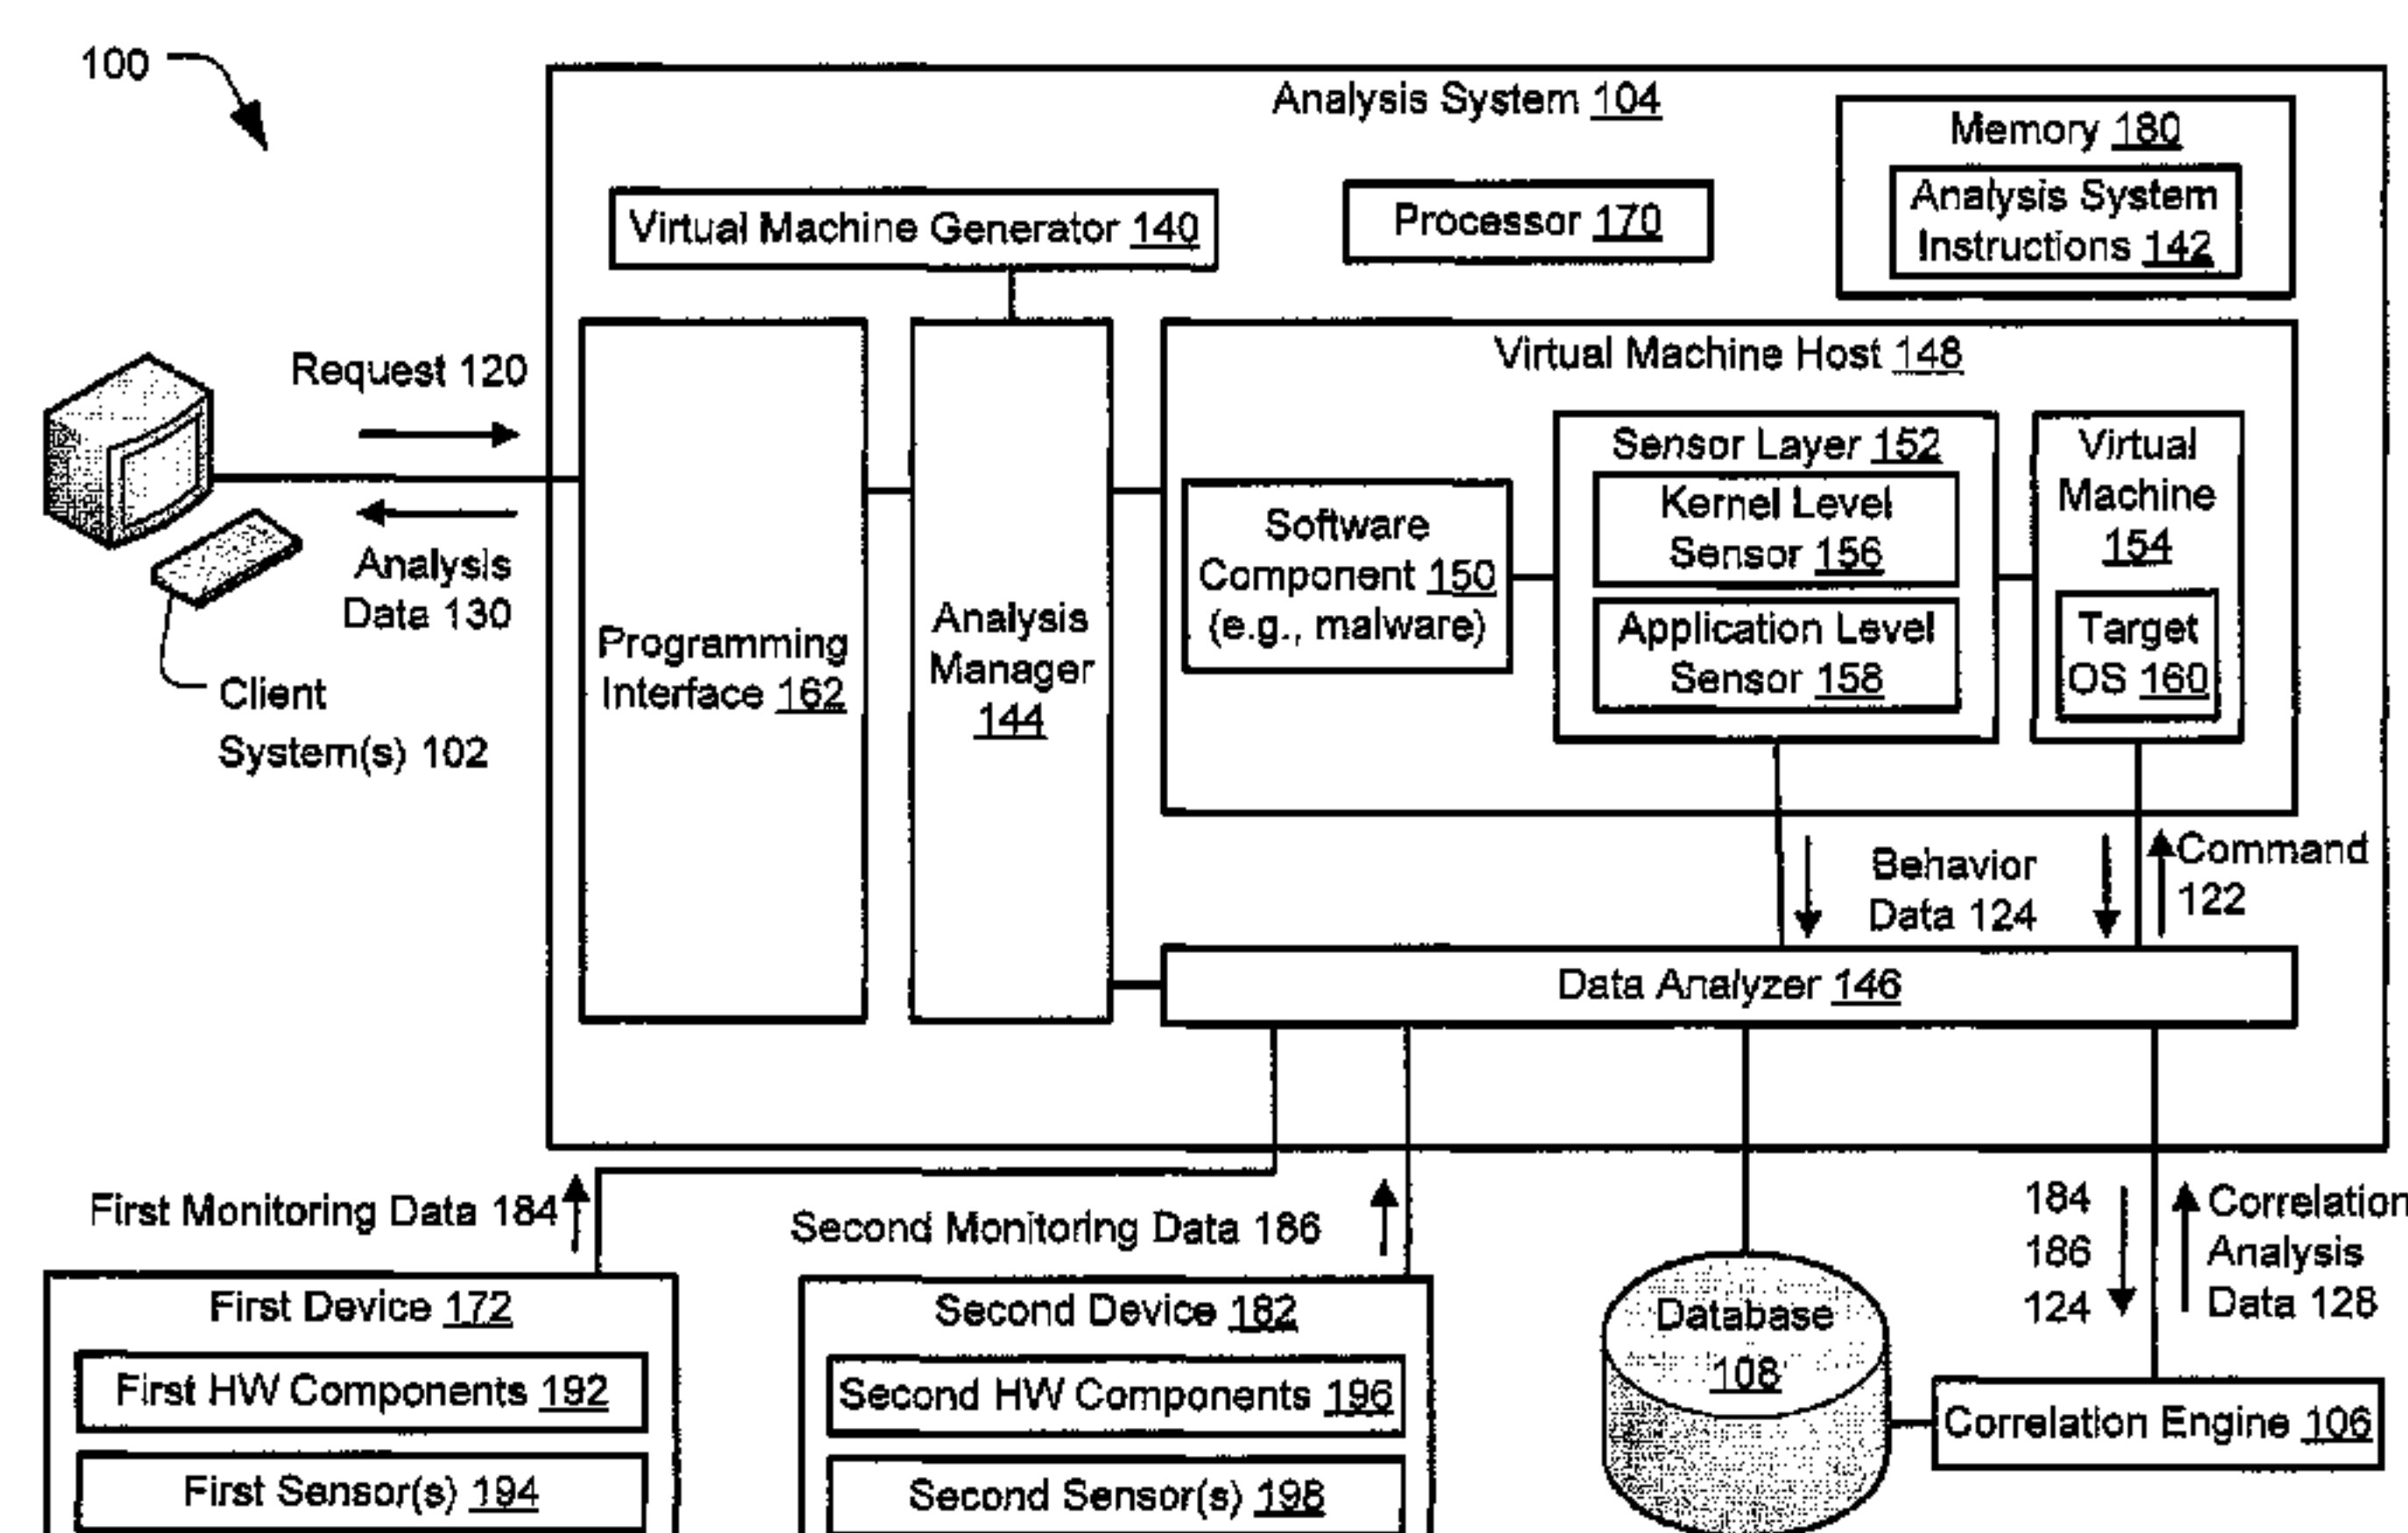 100
Analysis System 104
Memory 180
Analysis System
Instructions 142
Virtual Machine Generator 140
Processor 170
Request 120
Analysis
Data 130
Client
System(s) 102
Programming
Interface 162
Analysis
Manager
144
Virtual Machine Host 148
Software
Component 150
(e.g., malware)
Sensor Layer 152
Kernel Level
Sensor 156
Application Level
Sensor 158
Virtual
Machine
154
Target
OS 160
Behavior
Data 124
Command
122
Data Analyzer 146
First Monitoring Data 184
Second Monitoring Data 186
184
186
124
Correlation
Analysis
Data 128
First Device 172
First HW Components 192
First Sensor(s) 194
Second Device 182
Second HW Components 196
Second Sensor(s) 198
Database
108
Correlation Engine 106